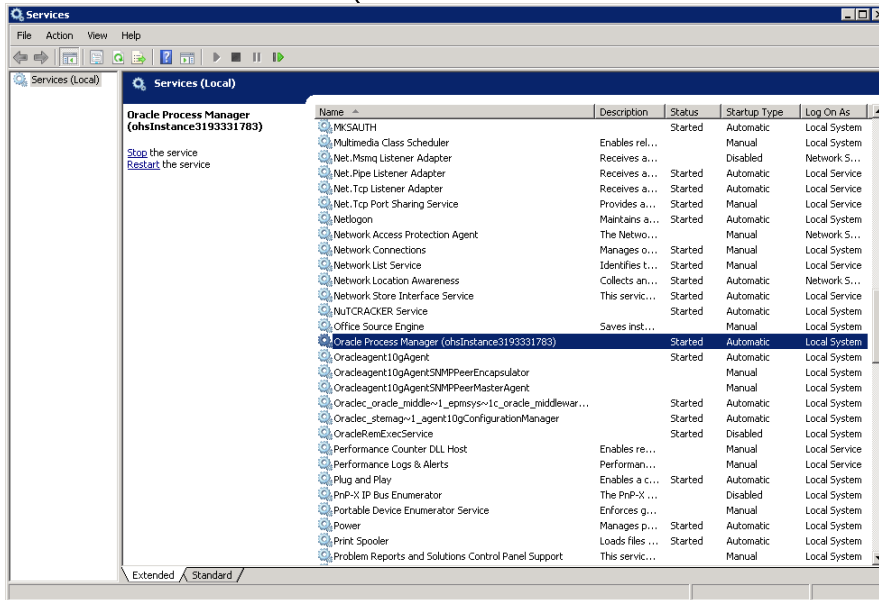 Services
File Action View Help
Services (Local)
Services (Local)
Oracle Process Manager
(ohsInstance3193331783)
Stop the service
Restart the service
Name Description Status Startup Type Log On As
MKSAUTH Started Automatic Local System
Multimedia Class Scheduler Enables rel... Manual Local System
Net.Msmq Listener Adapter Receives a... Disabled Network S...
Net.Pipe Listener Adapter Receives a... Started Automatic Local Service
Net.Tcp Listener Adapter Receives a... Started Automatic Local Service
Net.Tcp Port Sharing Service Provides a... Started Manual Local Service
Netlogon Maintains a... Started Automatic Local System
Network Access Protection Agent The Netwo... Manual Network S...
Network Connections Manages o... Started Manual Local System
Network List Service Identifies t... Started Manual Local Service
Network Location Awareness Collects an... Started Automatic Network S...
Network Store Interface Service This servic... Started Automatic Local Service
NuTCRACKER Service Started Automatic Local System
Office Source Engine Saves inst... Manual Local System
Oracle Process Manager (ohsInstance3193331783) Started Automatic Local System
Oracleagent10gAgent Started Automatic Local System
Oracleagent10gAgentSNMPPeerEncapsulator Manual Local System
Oracleagent10gAgentSNMPPeerMasterAgent Manual Local System
Oraclec_oracle_middle~1_epmsys~1c_oracle_middlewar... Started Automatic Local System
Oraclec_stemag~1_agent10gConfigurationManager Started Automatic Local System
OracleRemExecService Started Disabled Local System
Performance Counter DLL Host Enables re... Manual Local Service
Performance Logs & Alerts Performan... Manual Local Service
Plug and Play Enables a c... Started Automatic Local System
PnP-X IP Bus Enumerator The PnP-X ... Disabled Local System
Portable Device Enumerator Service Enforces g... Manual Local System
Power Manages p... Started Automatic Local System
Print Spooler Loads files ... Started Automatic Local System
Problem Reports and Solutions Control Panel Support This servic... Manual Local System
Extended Standard